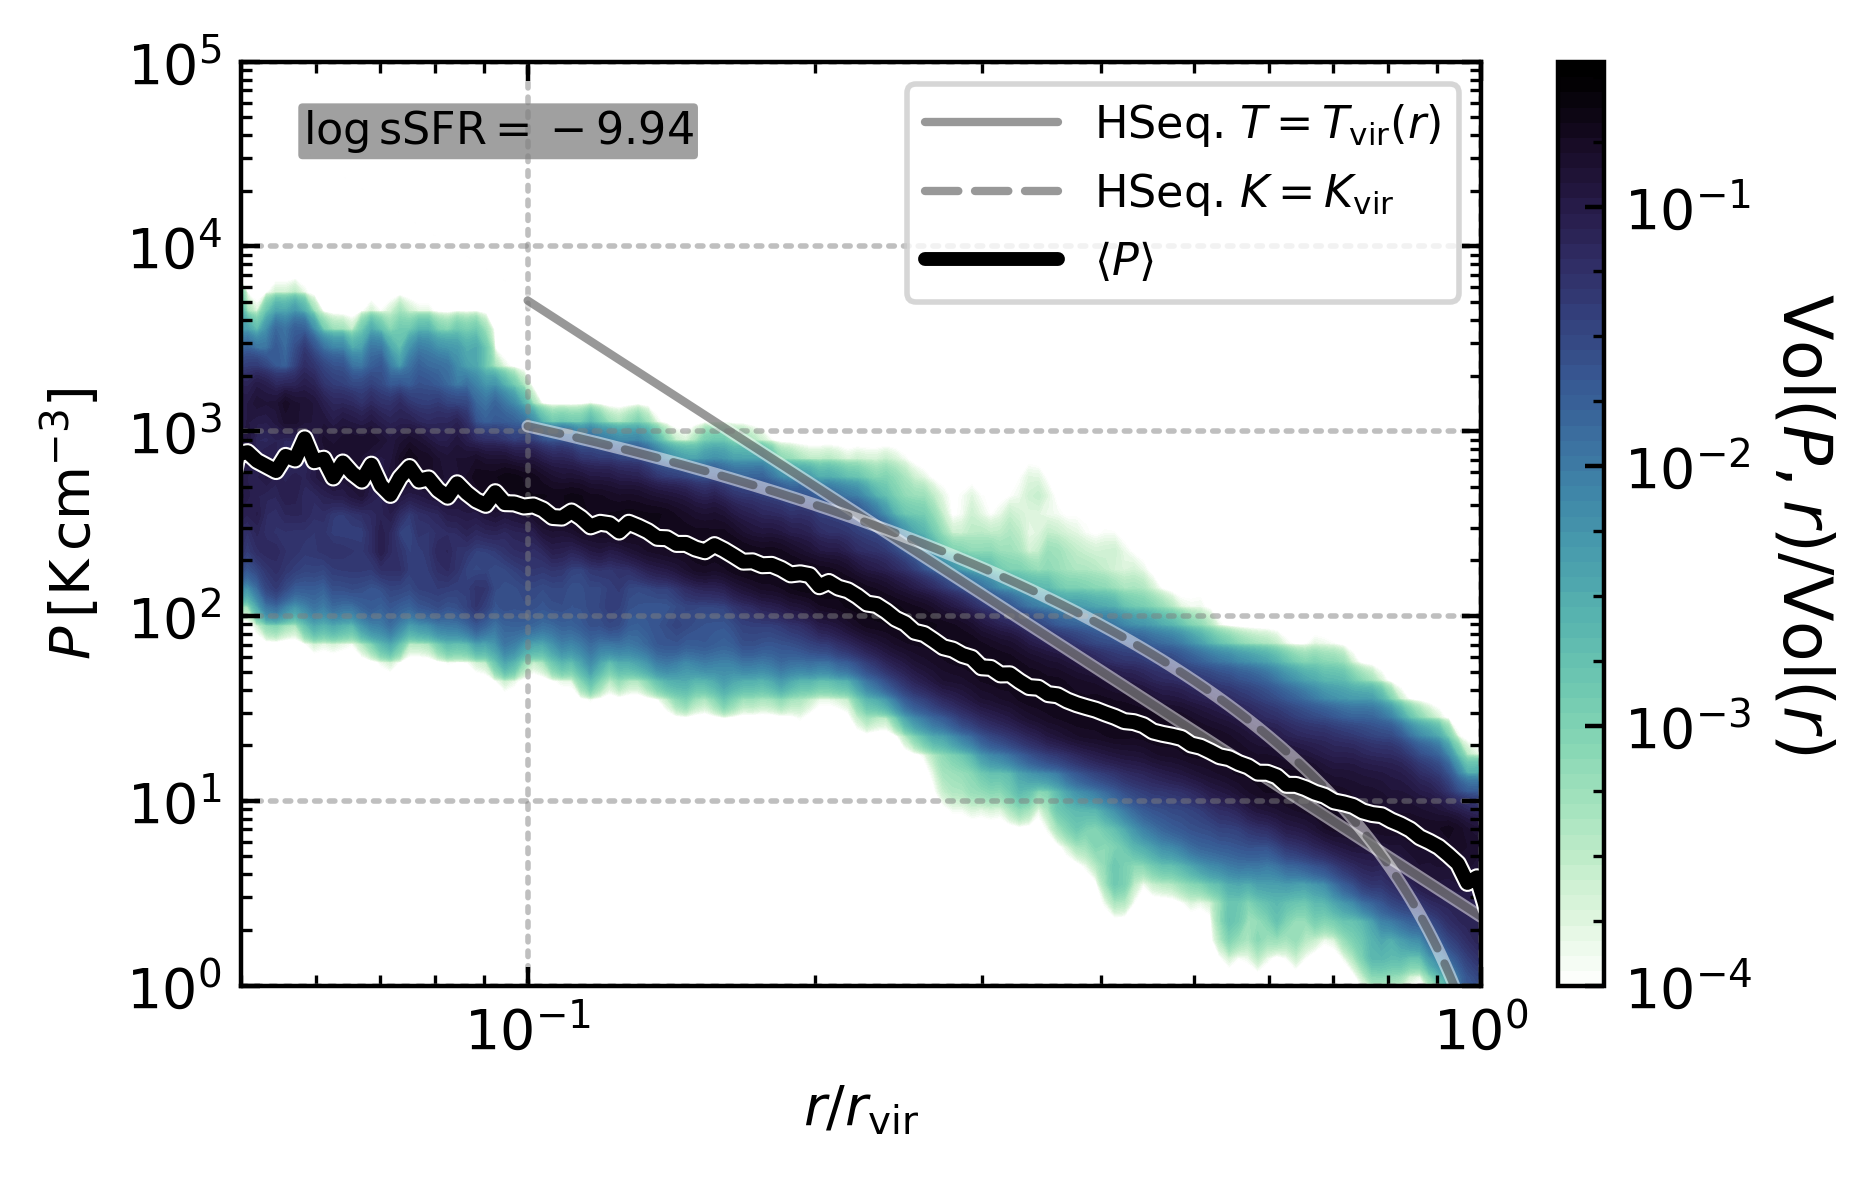 log sSFR = − 9.94
HSeq. T = T_vir(r)
HSeq. K = K_vir
⟨P⟩
10^5
10^4
10^3
10^2
10^1
10^0
P [K cm^−3]
10^−1
10^0
r/r_vir
10^−1
10^−2
10^−3
10^−4
Vol(P, r)/Vol(r)